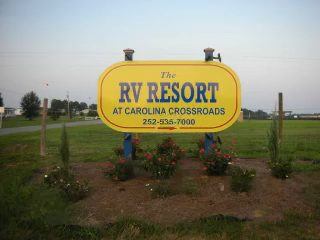 The
RV RESORT
AT CAROLINA CROSSROADS
252-535-7000